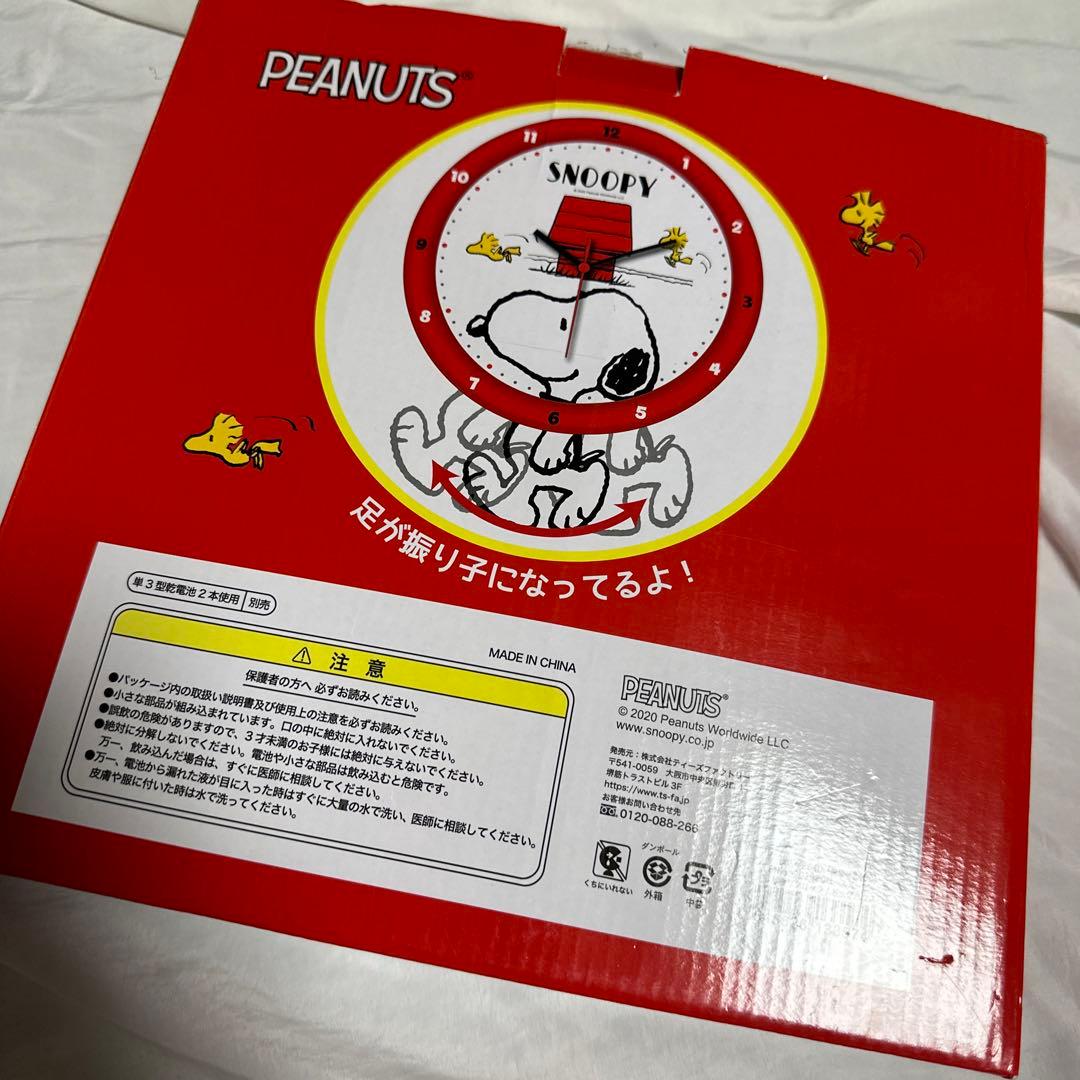 PEANUTS®
11 12 1
10 2
9 3
8 4
7 6 5
SNOOPY
足が振り子になってるよ!
単3型乾電池2本使用 別売
MADE IN CHINA
⚠ 注意
保護者の方へ 必ずお読みください。
●パッケージ内の取扱い説明書及び使用上の注意を必ずお読みください。
●小さな部品が組み込まれています。口の中に絶対に入れないでください。
●誤飲の危険がありますので、3才未満のお子様には絶対に与えないでください。
●絶対に分解しないでください。電池や小さな部品は飲み込むと危険です。
万一、飲み込んだ場合は、すぐに医師に相談してください。
●万一、電池から漏れた液が目に入った時はすぐに大量の水で洗い、医師に相談してください。
皮膚や服に付いた時は水で洗ってください。
PEANUTS®
© 2020 Peanuts Worldwide LLC
www.snoopy.co.jp
発売元:株式会社ティーズファクトリー
〒541-0059 大阪市中央区
堺筋トラストビル3F
https://www.ts-fa.jp
お客様お問い合わせ先
0120-088-266
くちにいれない
ダンボール
外箱
プラ
中袋